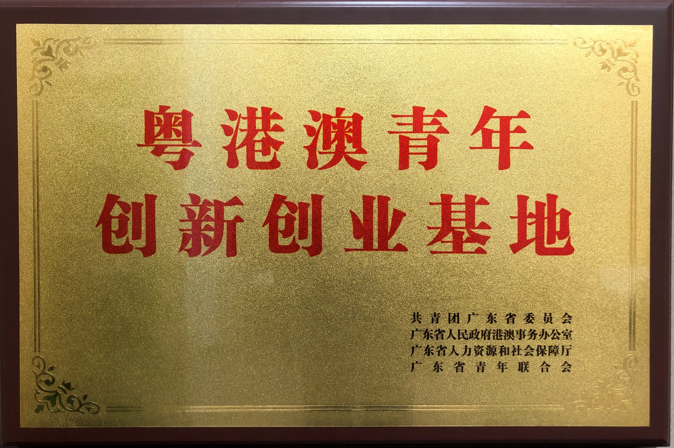 粤港澳青年
创新创业基地
共青团广东省委员会
广东省人民政府港澳事务办公室
广东省人力资源和社会保障厅
广东省青年联合会